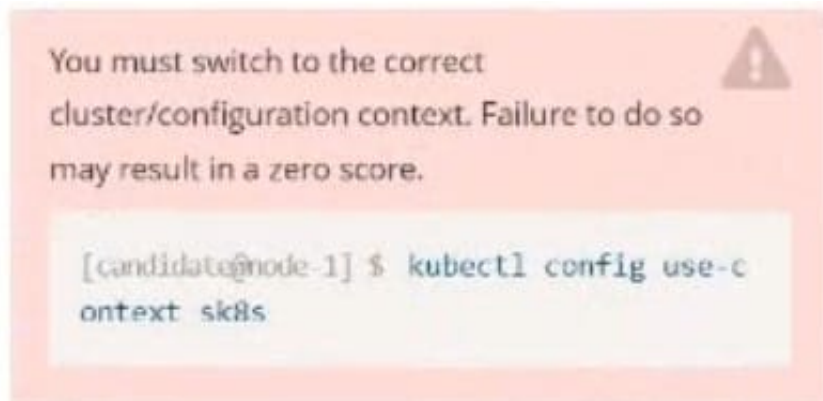 You must switch to the correct
cluster/configuration context. Failure to do so
may result in a zero score.
[candidate@node-1] $ kubectl config use-c
ontext sk8s